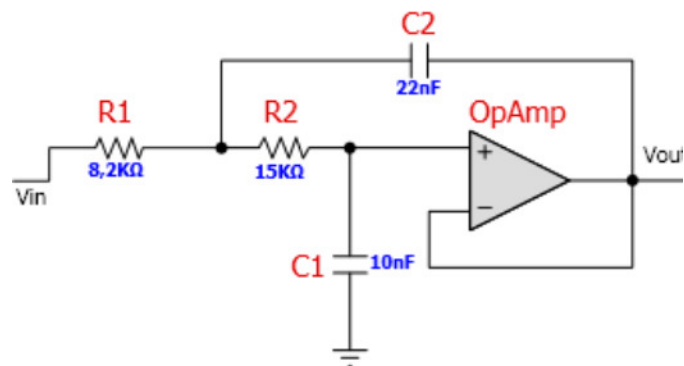 C2
22nF
R1
8,2KΩ
R2
15KΩ
OpAmp
+
−
Vin
Vout
C1
10nF